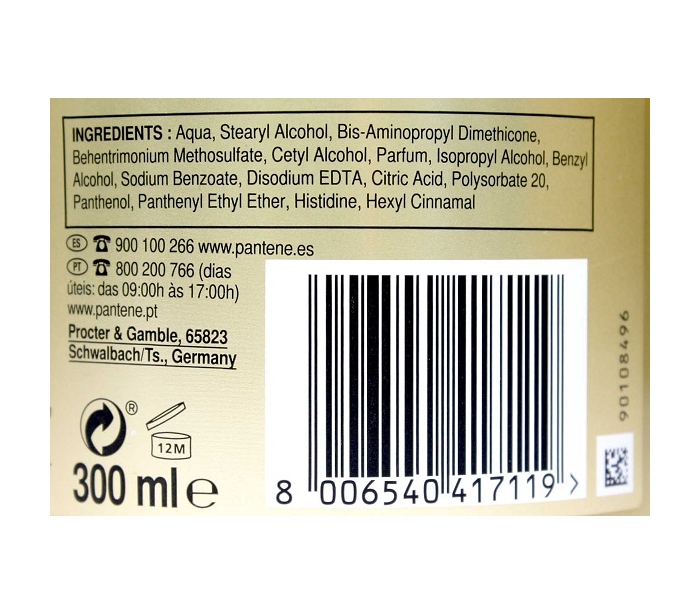 INGREDIENTS : Aqua, Stearyl Alcohol, Bis-Aminopropyl Dimethicone,
Behentrimonium Methosulfate, Cetyl Alcohol, Parfum, Isopropyl Alcohol, Benzyl
Alcohol, Sodium Benzoate, Disodium EDTA, Citric Acid, Polysorbate 20,
Panthenol, Panthenyl Ethyl Ether, Histidine, Hexyl Cinnamal
ES ☎ 900 100 266 www.pantene.es
PT ☎ 800 200 766 (dias
úteis: das 09:00h às 17:00h)
www.pantene.pt
Procter & Gamble, 65823
Schwalbach/Ts., Germany
®
12M
300 ml e
8 006540 417119 >
90108496